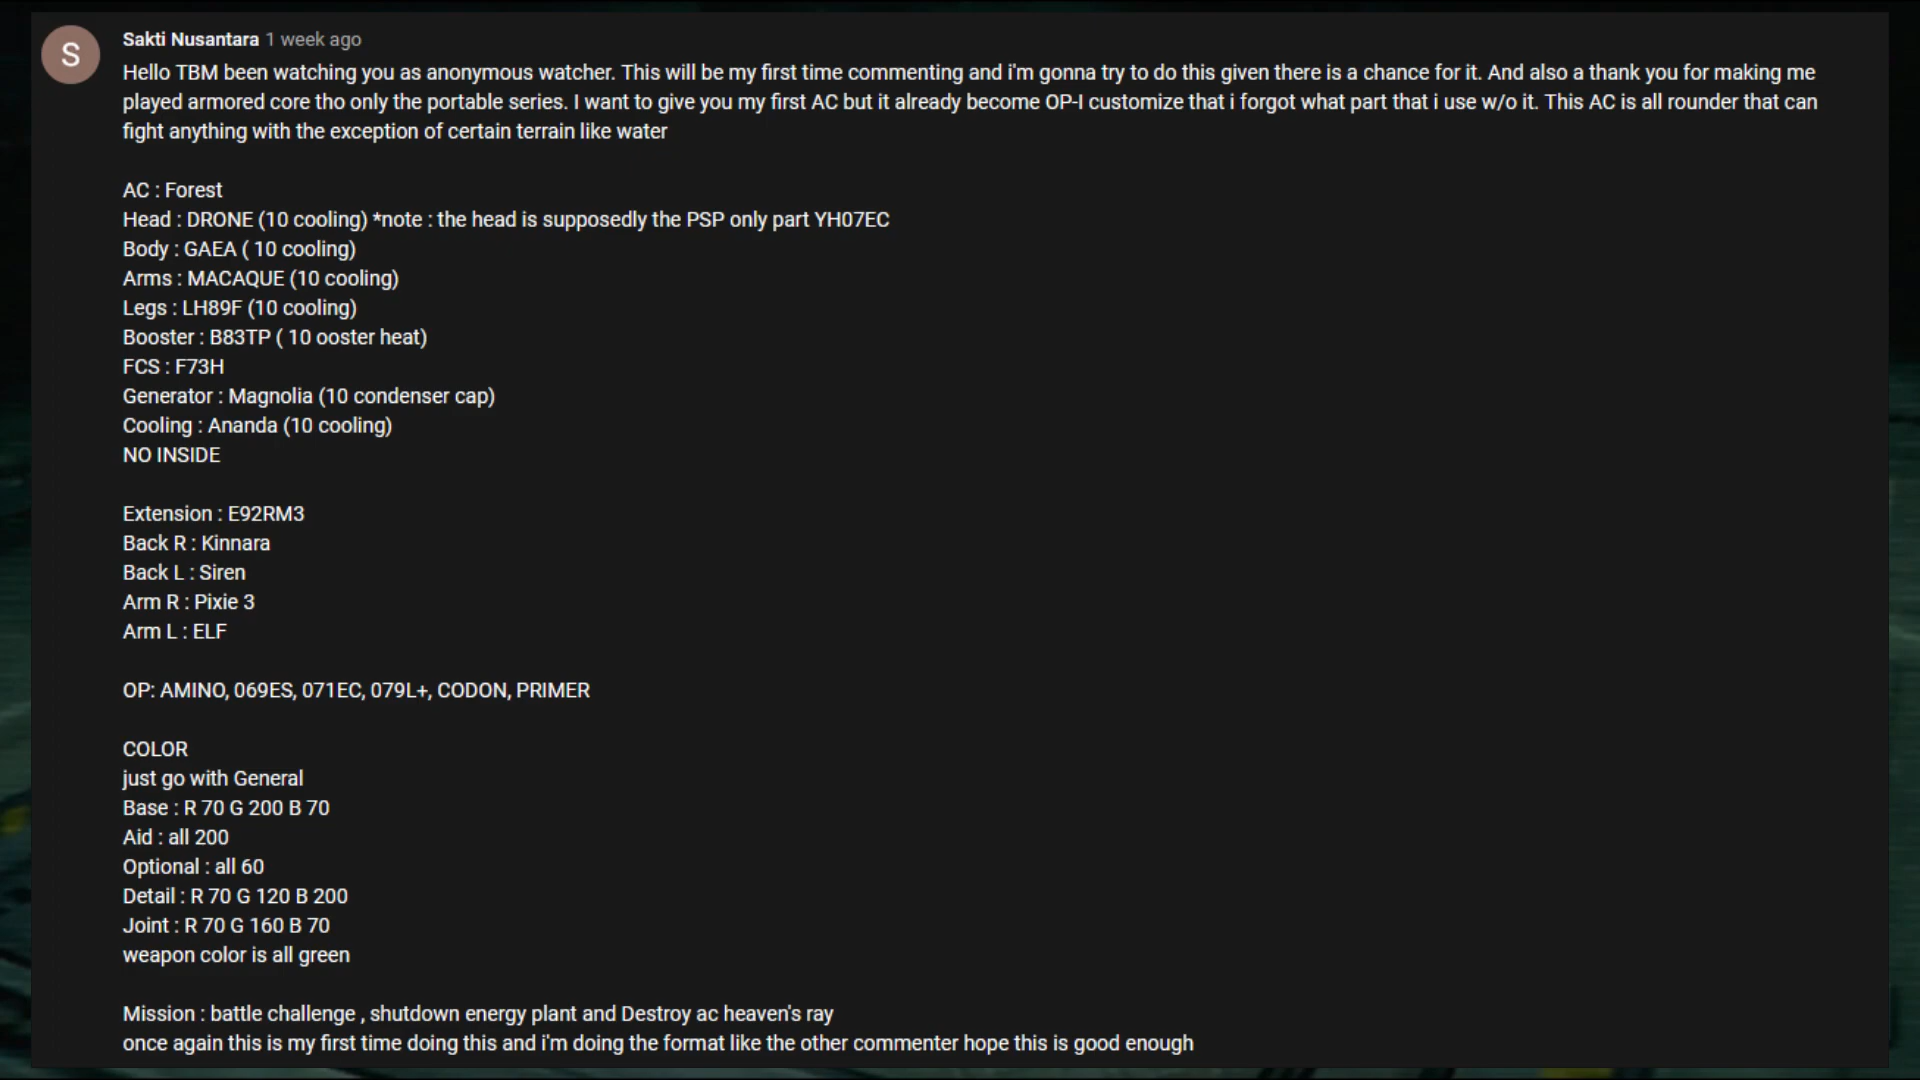 S
Sakti Nusantara 1 week ago
Hello TBM been watching you as anonymous watcher. This will be my first time commenting and i'm gonna try to do this given there is a chance for it. And also a thank you for making me
played armored core tho only the portable series. I want to give you my first AC but it already become OP-I customize that i forgot what part that i use w/o it. This AC is all rounder that can
fight anything with the exception of certain terrain like water
AC : Forest
Head : DRONE (10 cooling) *note : the head is supposedly the PSP only part YH07EC
Body : GAEA ( 10 cooling)
Arms : MACAQUE (10 cooling)
Legs : LH89F (10 cooling)
Booster : B83TP ( 10 ooster heat)
FCS : F73H
Generator : Magnolia (10 condenser cap)
Cooling : Ananda (10 cooling)
NO INSIDE
Extension : E92RM3
Back R : Kinnara
Back L : Siren
Arm R : Pixie 3
Arm L : ELF
OP: AMINO, 069ES, 071EC, 079L+, CODON, PRIMER
COLOR
just go with General
Base : R 70 G 200 B 70
Aid : all 200
Optional : all 60
Detail : R 70 G 120 B 200
Joint : R 70 G 160 B 70
weapon color is all green
Mission : battle challenge , shutdown energy plant and Destroy ac heaven's ray
once again this is my first time doing this and i'm doing the format like the other commenter hope this is good enough